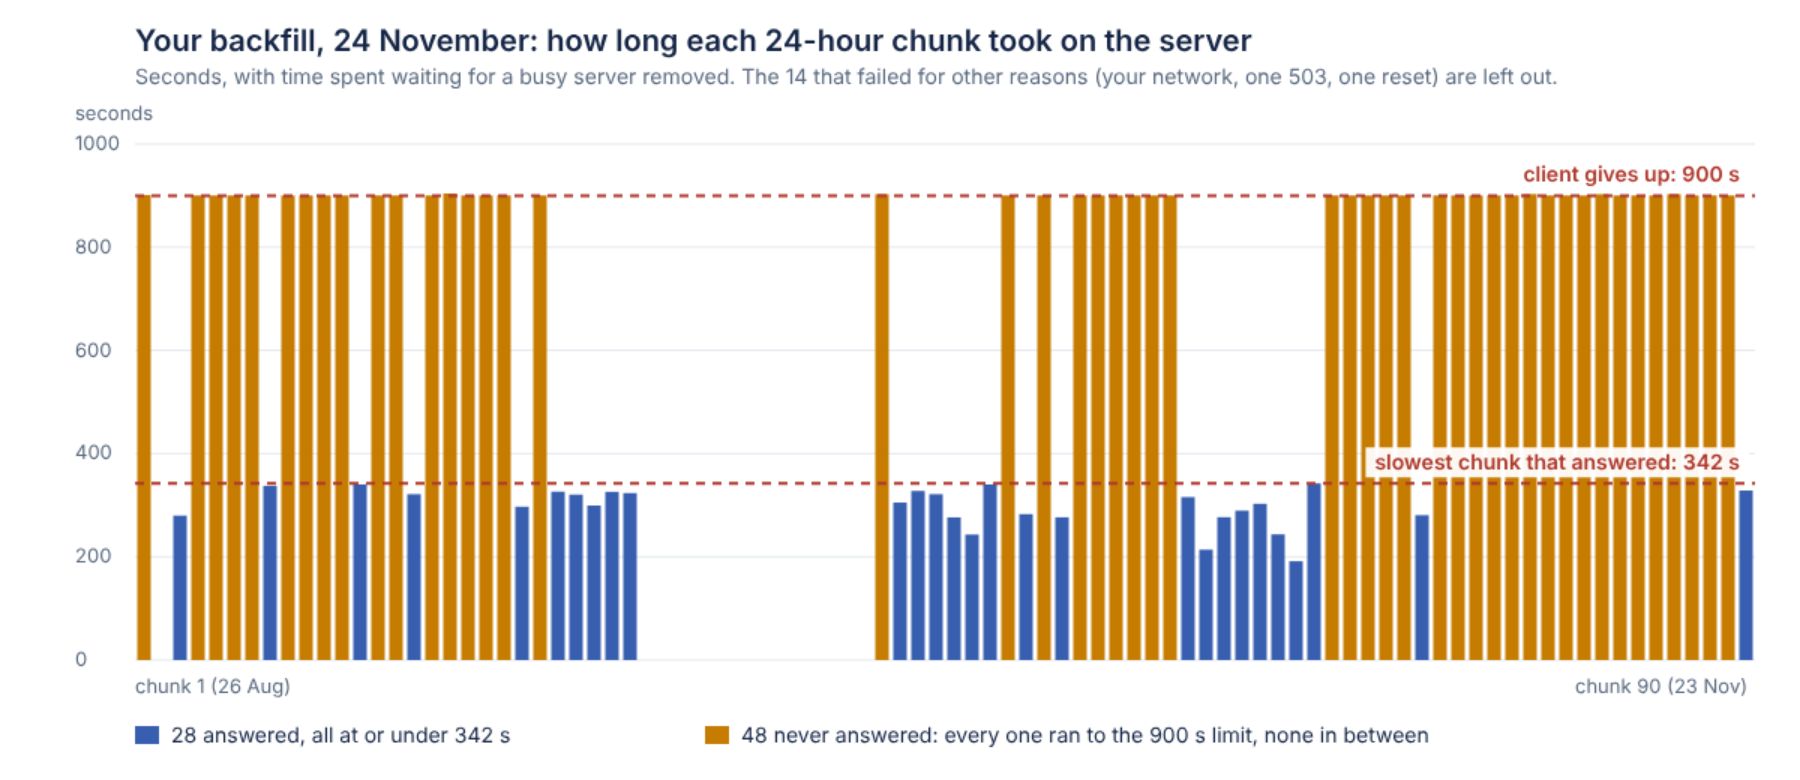 Your backfill, 24 November: how long each 24-hour chunk took on the server
Seconds, with time spent waiting for a busy server removed. The 14 that failed for other reasons (your network, one 503, one reset) are left out.
seconds
1000
client gives up: 900 s
800
600
400
slowest chunk that answered: 342 s
200
0
chunk 1 (26 Aug)
chunk 90 (23 Nov)
28 answered, all at or under 342 s
48 never answered: every one ran to the 900 s limit, none in between